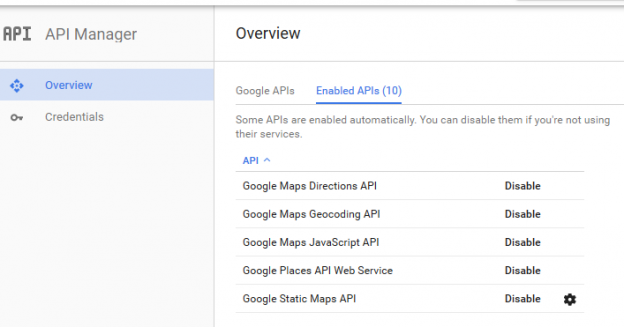 API API Manager
Overview
Credentials
Overview
Google APIs Enabled APIs (10)
Some APIs are enabled automatically. You can disable them if you're not using
their services.
API
Google Maps Directions API Disable
Google Maps Geocoding API Disable
Google Maps JavaScript API Disable
Google Places API Web Service Disable
Google Static Maps API Disable